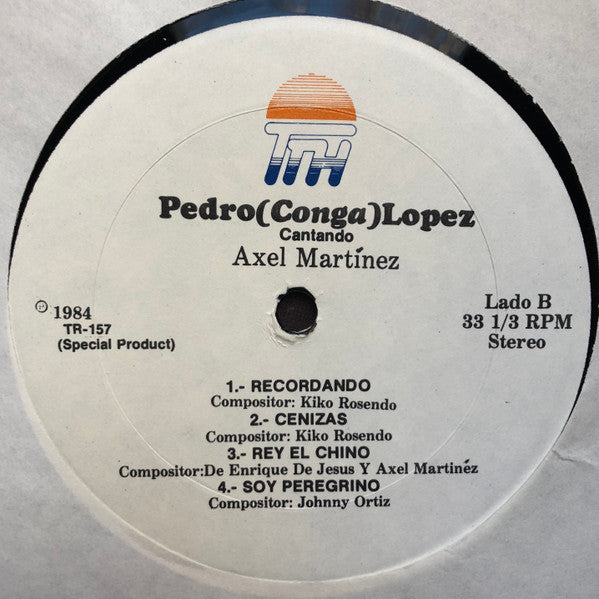 TTH
Pedro(Conga)Lopez
Cantando
Axel Martínez
℗ 1984
TR-157
(Special Product)
Lado B
33 1/3 RPM
Stereo
1.- RECORDANDO
Compositor: Kiko Rosendo
2.- CENIZAS
Compositor: Kiko Rosendo
3.- REY EL CHINO
Compositor:De Enrique De Jesus Y Axel Martinéz
4.- SOY PEREGRINO
Compositor: Johnny Ortiz